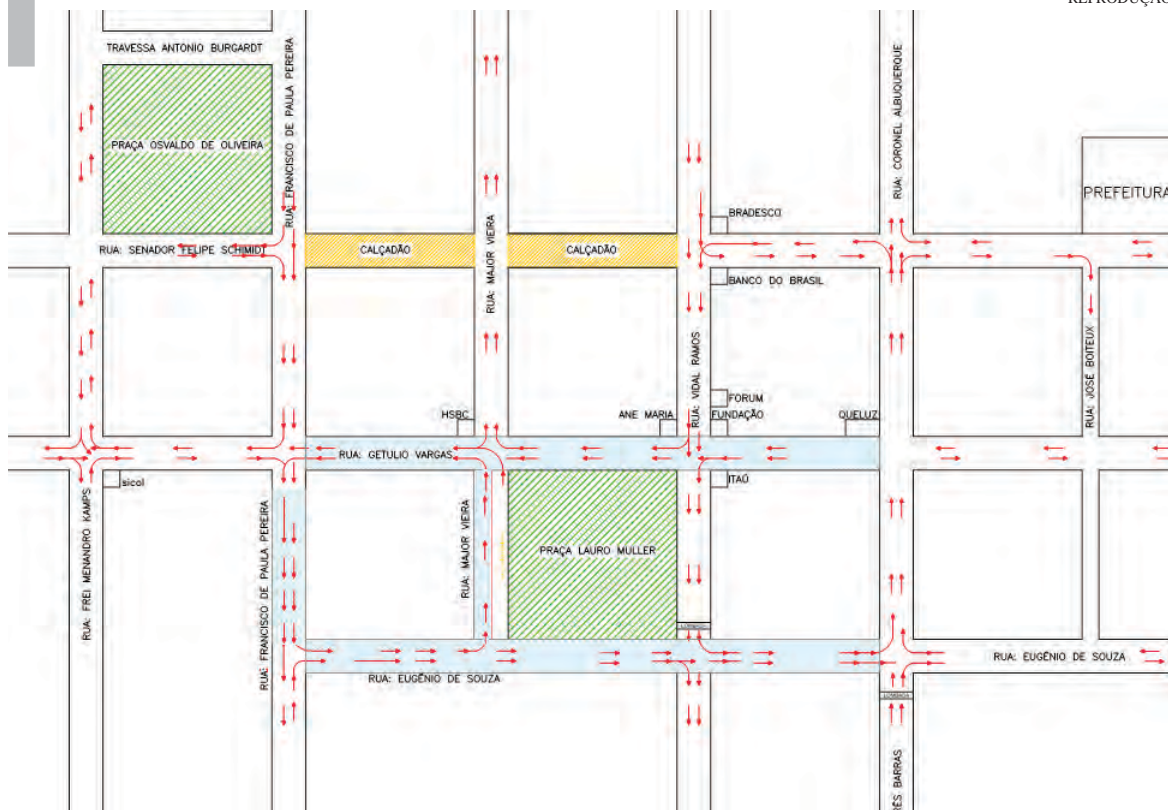 REPRODUÇÃO
TRAVESSA ANTONIO BURGARDT
RUA: FRANCISCO DE PAULA PEREIRA
RUA: CORONEL ALBUQUERQUE
PRAÇA OSVALDO DE OLIVEIRA
PREFEITURA
BRADESCO
RUA: SENADOR FELIPE SCHIMIDT
CALÇADÃO
RUA: MAJOR VIEIRA
CALÇADÃO
BANCO DO BRASIL
RUA: VIDAL RAMOS
RUA: JOSÉ BOITEUX
FORUM
HSBC
ANE MARIA
FUNDAÇÃO
QUELUZ
RUA: GETULIO VARGAS
sicol
ITAÚ
RUA: FREI MENANDRO KAMPS
RUA: FRANCISCO DE PAULA PEREIRA
RUA: MAJOR VIEIRA
PRAÇA LAURO MULLER
LOMBADA
RUA: EUGÊNIO DE SOUZA
RUA: EUGÊNIO DE SOUZA
LOMBADA
BARRAS